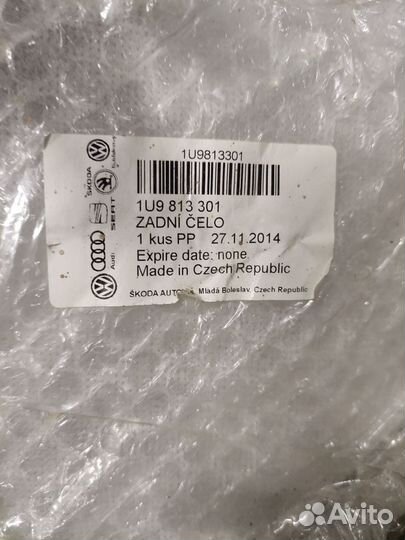 1U9813301
1U9 813 301
ZADNÍ ČELO
1 kus PP 27.11.2014
Expire date: none
Made in Czech Republic
ŠKODA Mladá Boleslav, Czech Republic
ŠKODA
SEAT
Audi
Avito